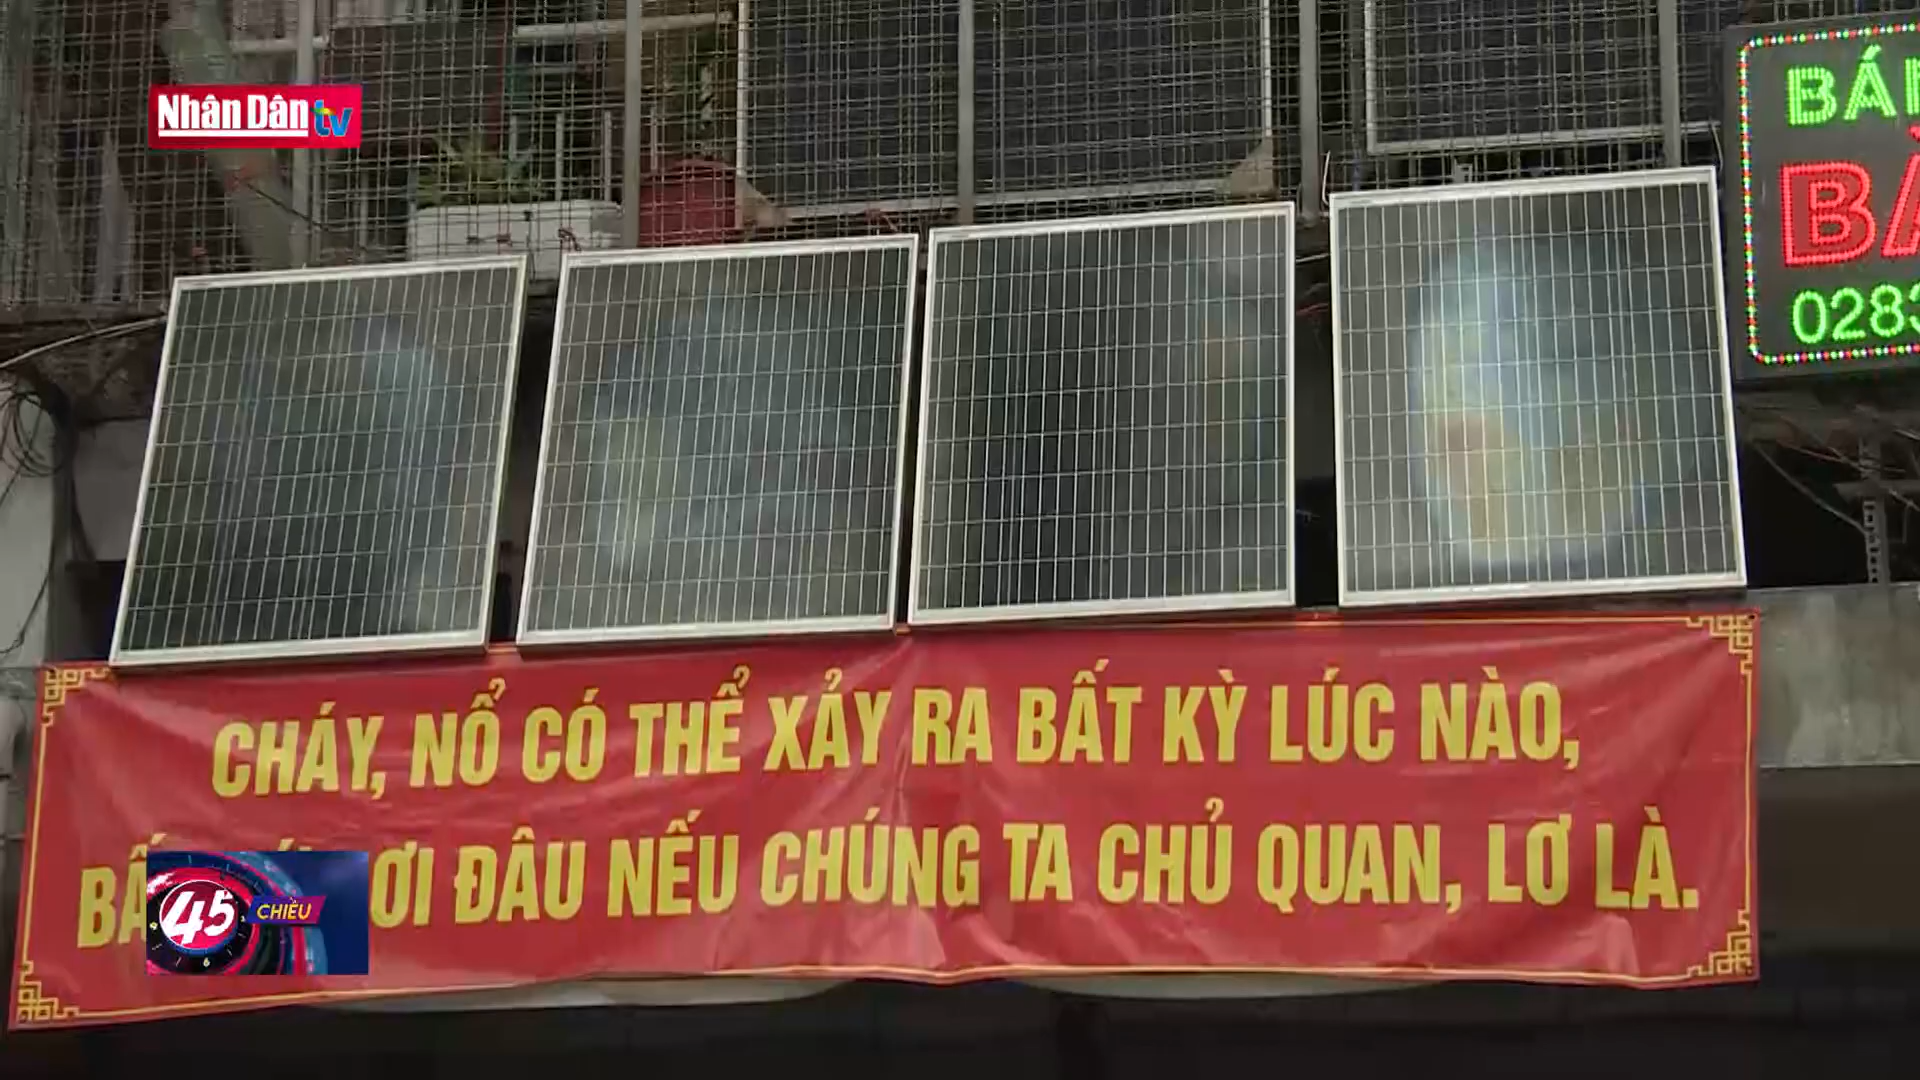 Nhân Dân tv
BÁ
BÀ
0283
CHÁY, NỔ CÓ THỂ XẢY RA BẤT KỲ LÚC NÀO,
ƠI ĐÂU NẾU CHÚNG TA CHỦ QUAN, LƠ LÀ.
45 CHIỀU